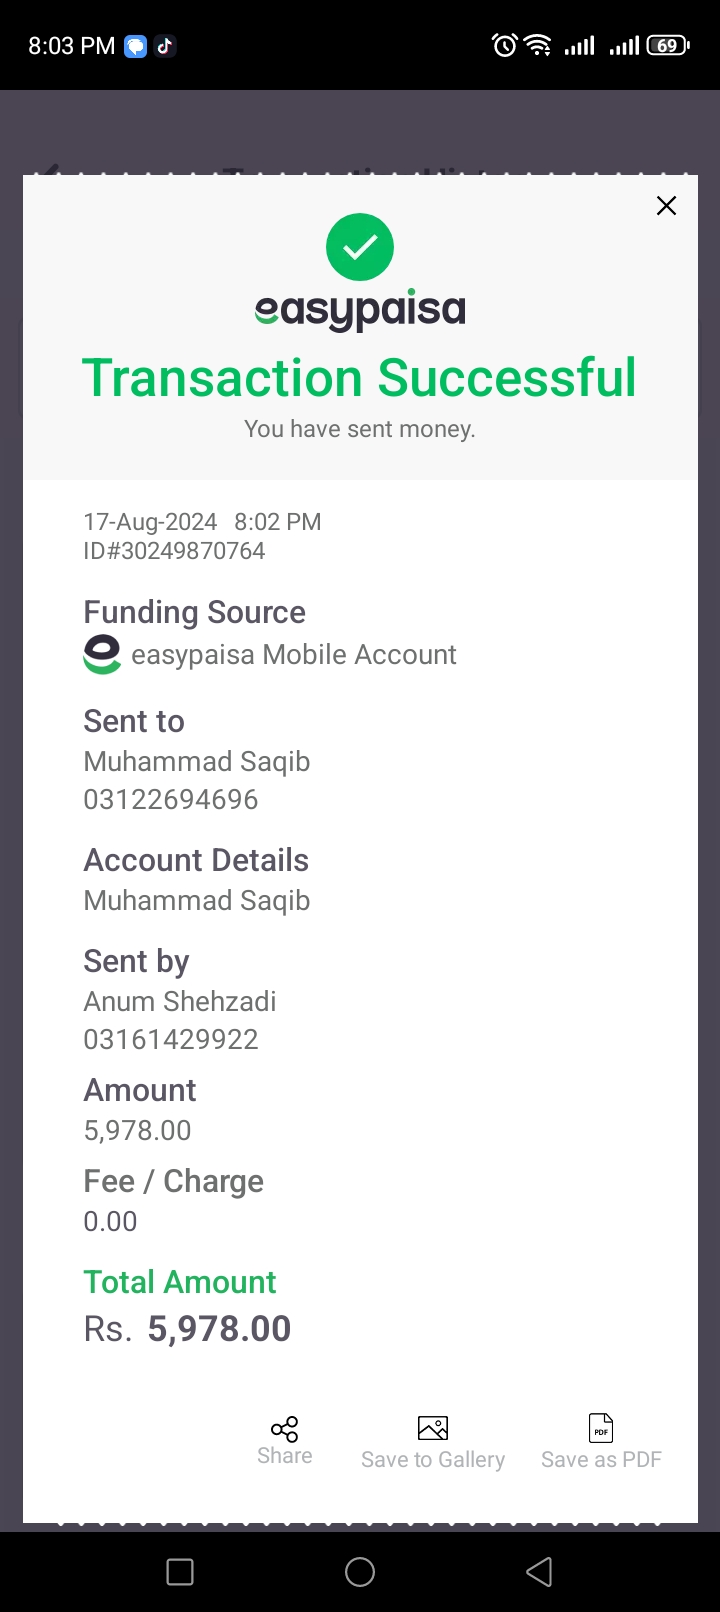 8:03 PM
69
easypaisa
Transaction Successful
You have sent money.
17-Aug-2024 8:02 PM
ID#30249870764
Funding Source
easypaisa Mobile Account
Sent to
Muhammad Saqib
03122694696
Account Details
Muhammad Saqib
Sent by
Anum Shehzadi
03161429922
Amount
5,978.00
Fee / Charge
0.00
Total Amount
Rs. 5,978.00
PDF
Share
Save to Gallery
Save as PDF